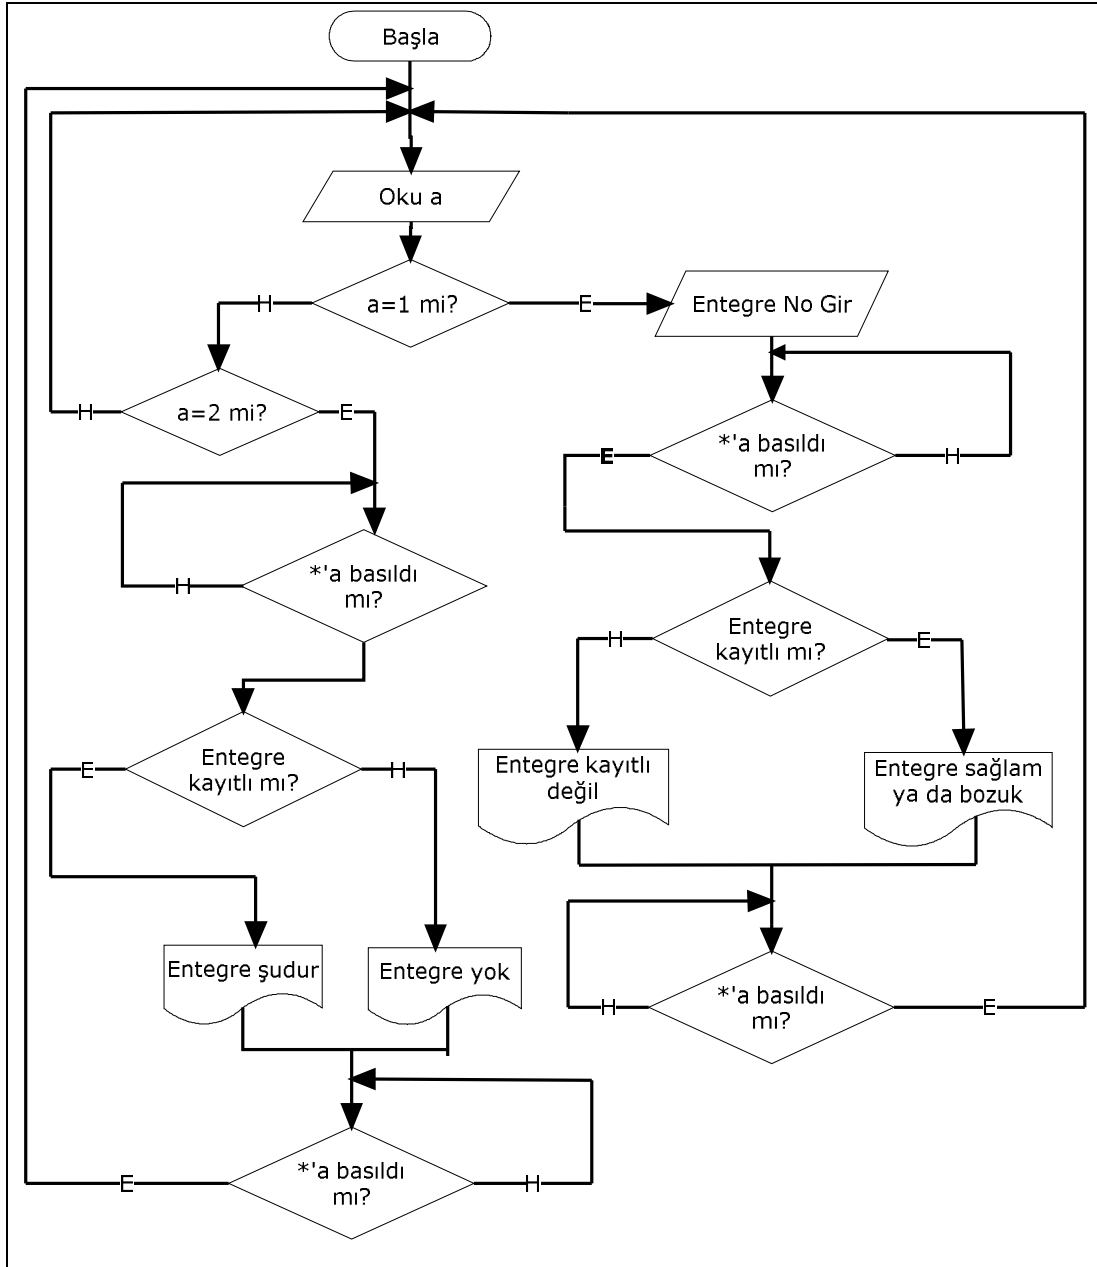 Başla
Oku a
a=1 mi?
H
E
Entegre No Gir
a=2 mi?
H
E
*'a basıldı
mı?
E
H
*'a basıldı
mı?
H
Entegre
kayıtlı mı?
H
E
Entegre
kayıtlı mı?
E
H
Entegre kayıtlı
değil
Entegre sağlam
ya da bozuk
Entegre şudur
Entegre yok
*'a basıldı
mı?
H
E
*'a basıldı
mı?
E
H